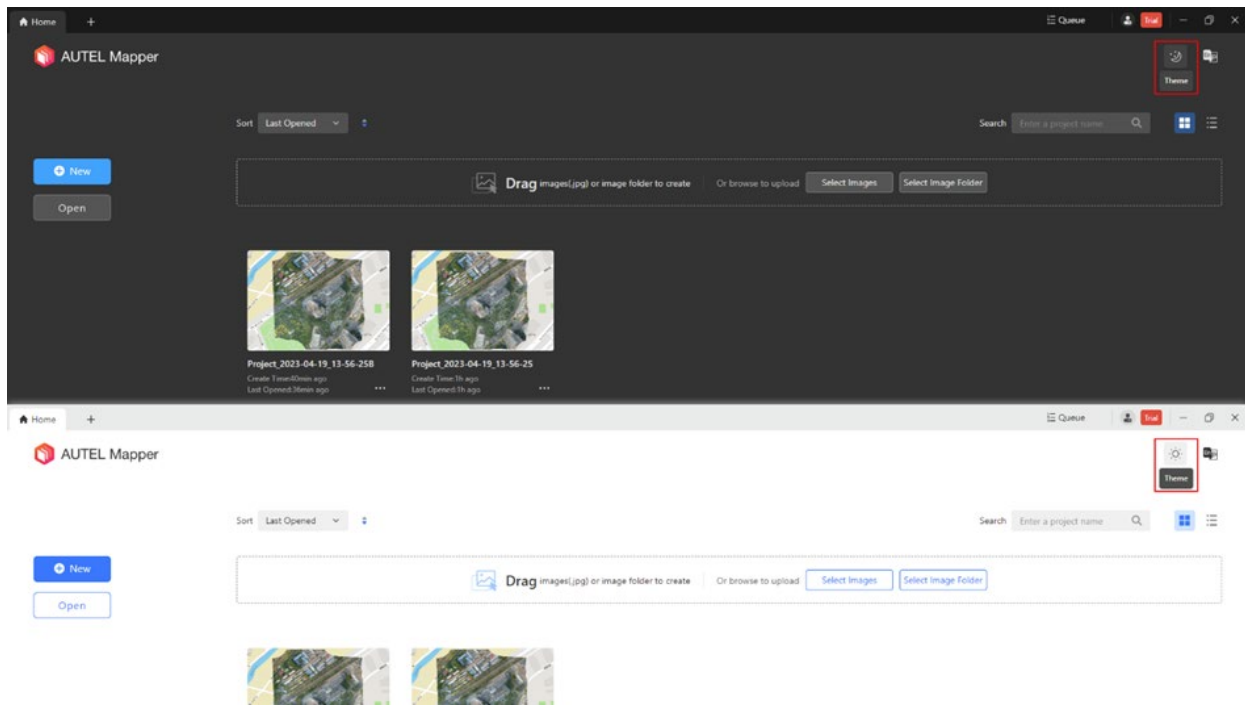 Home + Queue Trial
AUTEL Mapper
Theme
Sort Last Opened Search Enter a project name
New Drag images(.jpg) or image folder to create Or browse to upload Select Images Select Image Folder
Open
Project_2023-04-19_13-56-25B Project_2023-04-19_13-56-25
Create Time:40min ago Create Time:1h ago
Last Opened:36min ago Last Opened:1h ago
Home + Queue Trial
AUTEL Mapper
Theme
Sort Last Opened Search Enter a project name
New Drag images(.jpg) or image folder to create Or browse to upload Select Images Select Image Folder
Open